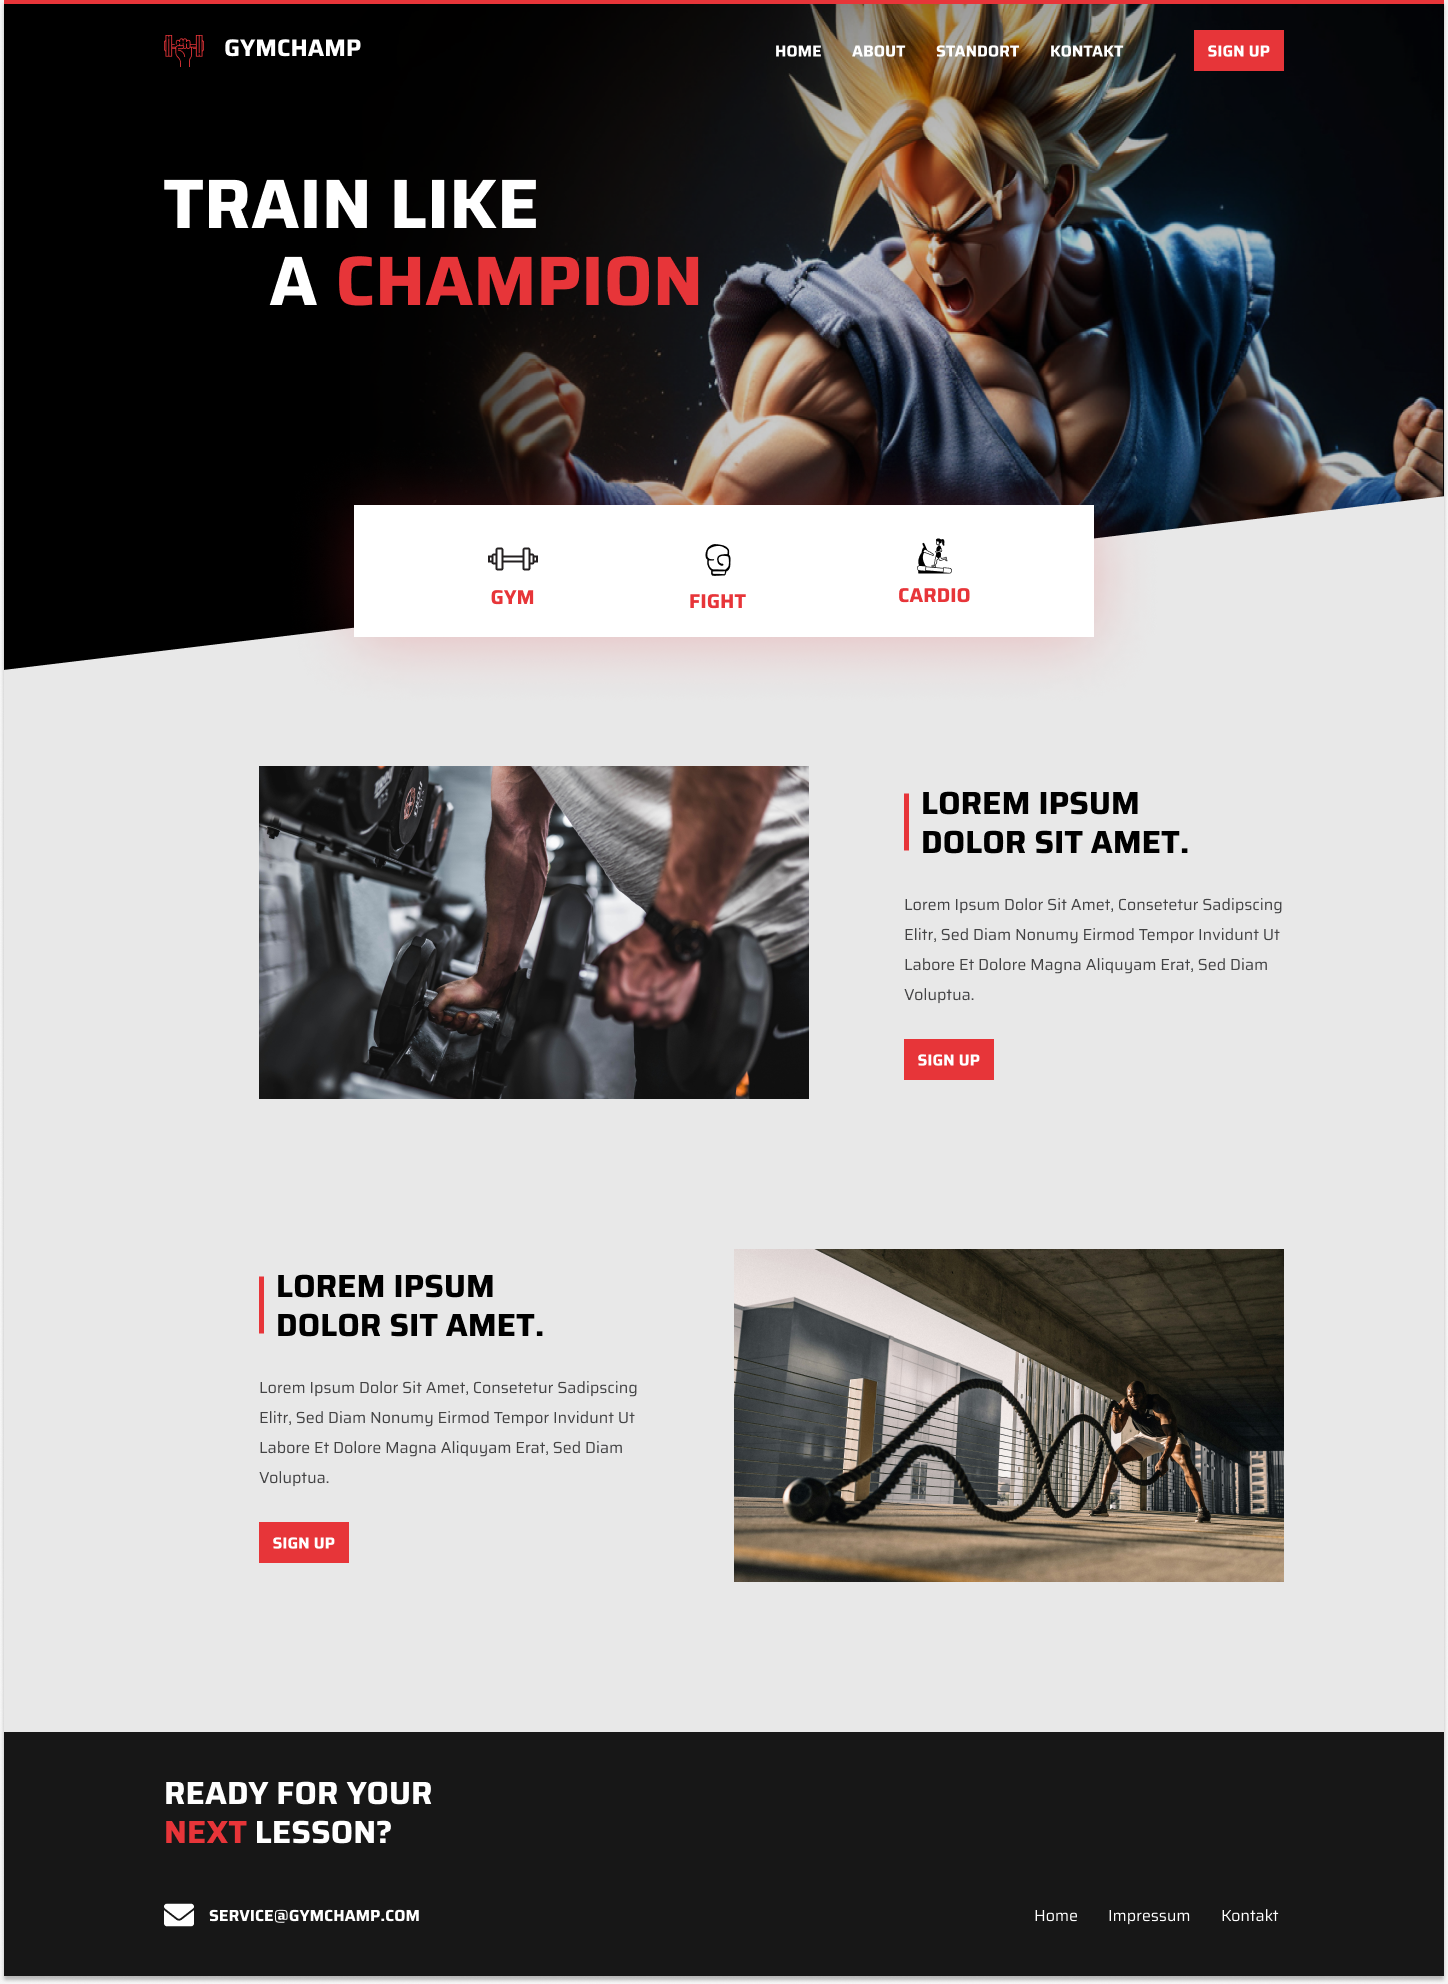 GYMCHAMP
HOME ABOUT STANDORT KONTAKT SIGN UP
TRAIN LIKE
A CHAMPION
GYM FIGHT CARDIO
LOREM IPSUM
DOLOR SIT AMET.
Lorem Ipsum Dolor Sit Amet, Consetetur Sadipscing
Elitr, Sed Diam Nonumy Eirmod Tempor Invidunt Ut
Labore Et Dolore Magna Aliquyam Erat, Sed Diam
Voluptua.
SIGN UP
LOREM IPSUM
DOLOR SIT AMET.
Lorem Ipsum Dolor Sit Amet, Consetetur Sadipscing
Elitr, Sed Diam Nonumy Eirmod Tempor Invidunt Ut
Labore Et Dolore Magna Aliquyam Erat, Sed Diam
Voluptua.
SIGN UP
READY FOR YOUR
NEXT LESSON?
SERVICE@GYMCHAMP.COM
Home Impressum Kontakt